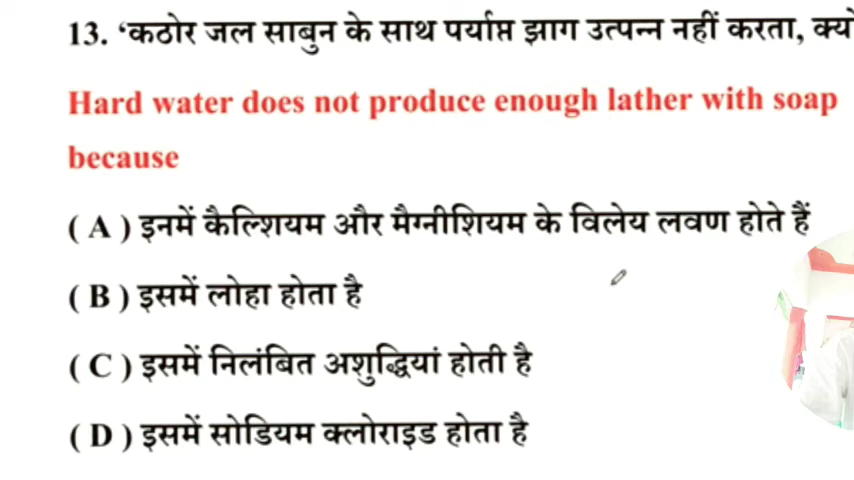 13. ‘कठोर जल साबुन के साथ पर्याप्त झाग उत्पन्न नहीं करता,
Hard water does not produce enough lather with soap
because
( A ) इनमें कैल्शियम और मैग्नीशियम के विलेय लवण होते हैं
( B ) इसमें लोहा होता है
( C ) इसमें निलंबित अशुद्धियां होती है
( D ) इसमें सोडियम क्लोराइड होता है